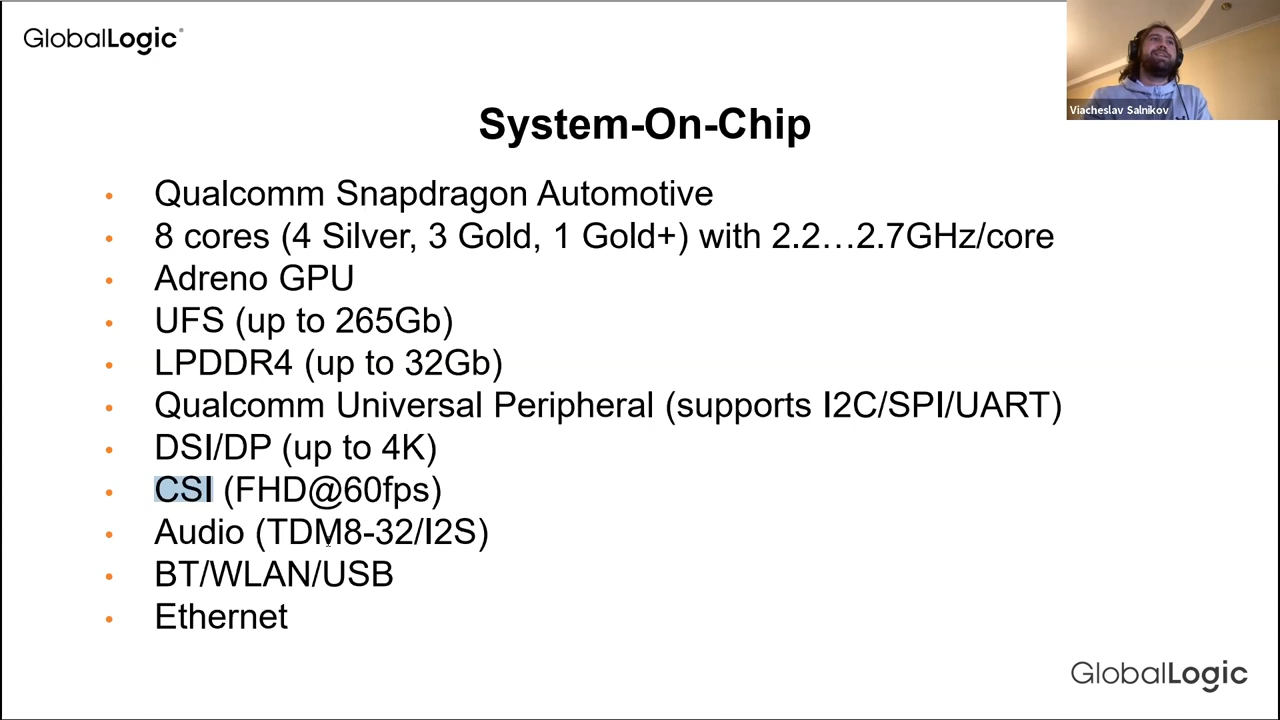 GlobalLogic
Viacheslav Salnikov
System-On-Chip
• Qualcomm Snapdragon Automotive
• 8 cores (4 Silver, 3 Gold, 1 Gold+) with 2.2…2.7GHz/core
• Adreno GPU
• UFS (up to 265Gb)
• LPDDR4 (up to 32Gb)
• Qualcomm Universal Peripheral (supports I2C/SPI/UART)
• DSI/DP (up to 4K)
• CSI (FHD@60fps)
• Audio (TDM8-32/I2S)
• BT/WLAN/USB
• Ethernet
GlobalLogic